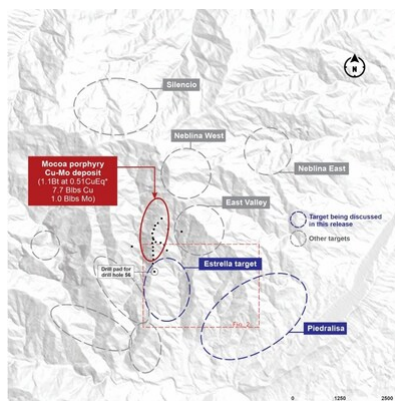 N
Silencio
Neblina West
Neblina East
Mocoa porphyry
Cu-Mo deposit
(1.1Bt at 0.51CuEq*
7.7 Blbs Cu
1.0 Blbs Mo)
East Valley
Target being discussed
in this release
Other targets
Estrella target
Drill pad for
drill hole 56
Piedralisa
0 1250 2500